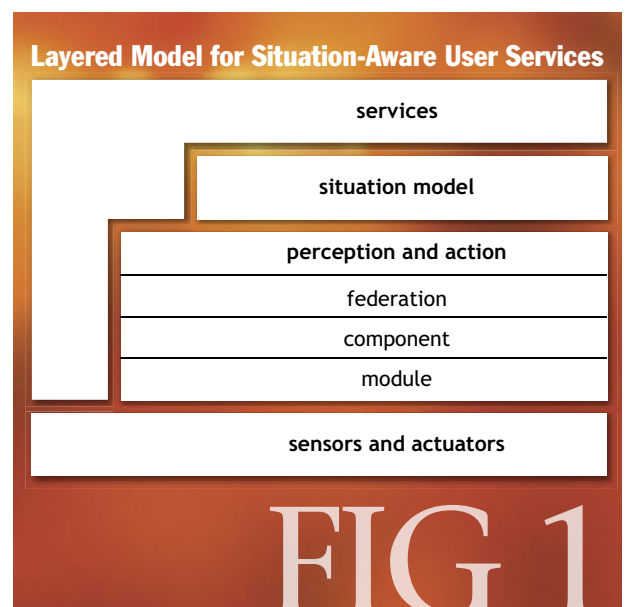 Layered Model for Situation-Aware User Services
services
situation model
perception and action
federation
component
module
sensors and actuators
FIG 1